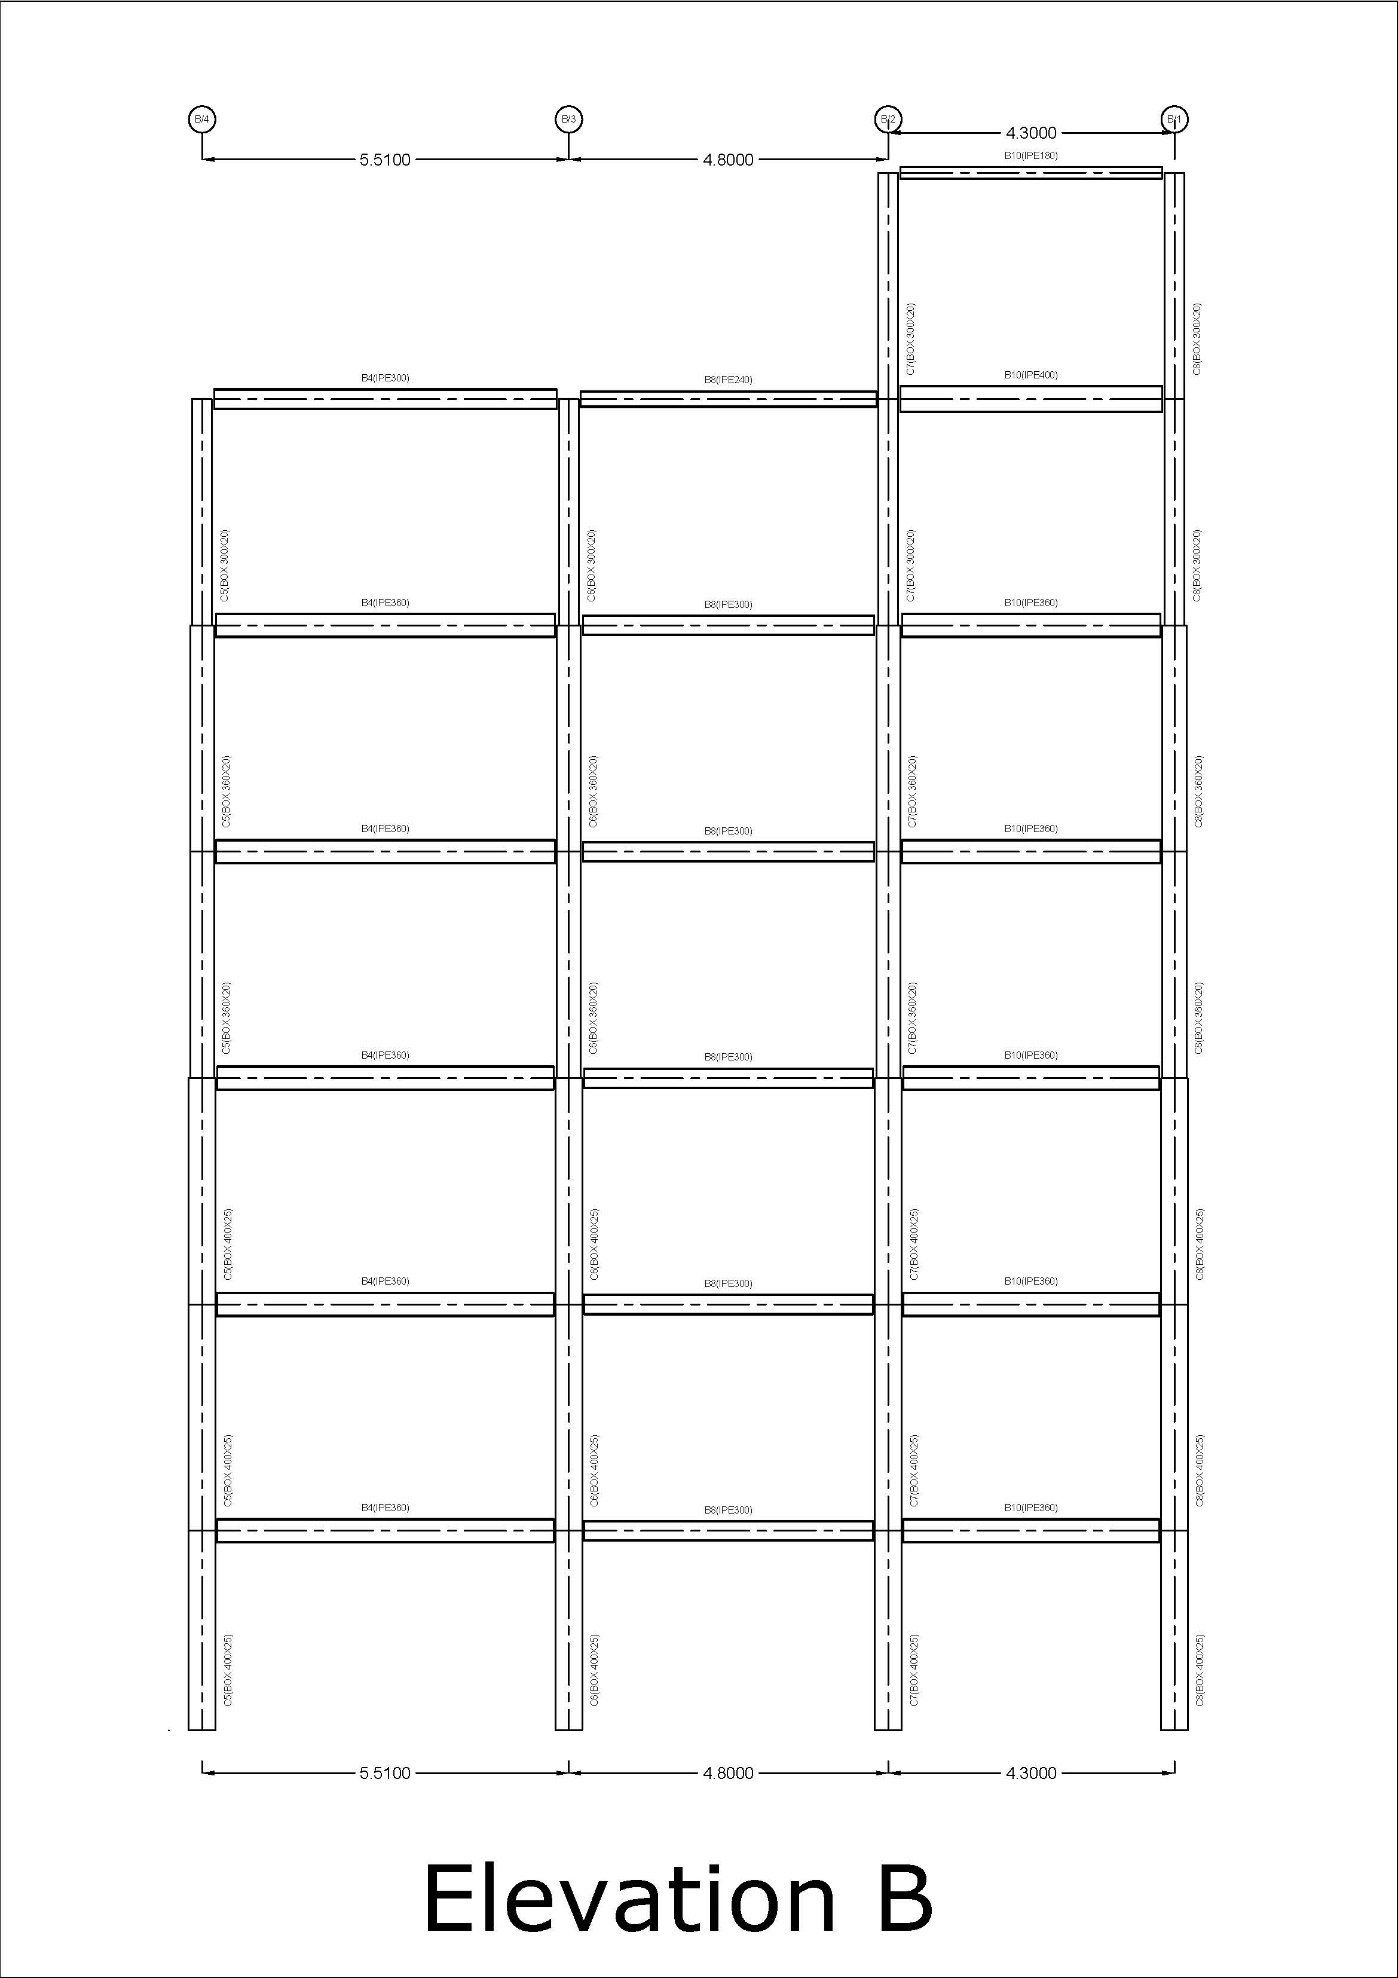 B/4 B/3 B/2 B/1
4.3000
5.5100 4.8000
B10(IPE180)
C7(BOX 300X20) C8(BOX 300X20)
B4(IPE300) B8(IPE240) B10(IPE400)
C5(BOX 300X20) C6(BOX 300X20) C7(BOX 300X20) C8(BOX 300X20)
B4(IPE360) B8(IPE300) B10(IPE360)
C5(BOX 360X20) C6(BOX 360X20) C7(BOX 360X20) C8(BOX 360X20)
B4(IPE360) B8(IPE300) B10(IPE360)
C5(BOX 360X20) C6(BOX 360X20) C7(BOX 360X20) C8(BOX 360X20)
B4(IPE360) B8(IPE300) B10(IPE360)
C5(BOX 400X25) C6(BOX 400X25) C7(BOX 400X25) C8(BOX 400X25)
B4(IPE360) B8(IPE300) B10(IPE360)
C5(BOX 400X25) C6(BOX 400X25) C7(BOX 400X25) C8(BOX 400X25)
B4(IPE360) B8(IPE300) B10(IPE360)
C5(BOX 400X25) C6(BOX 400X25) C7(BOX 400X25) C8(BOX 400X25)
5.5100 4.8000 4.3000
Elevation B